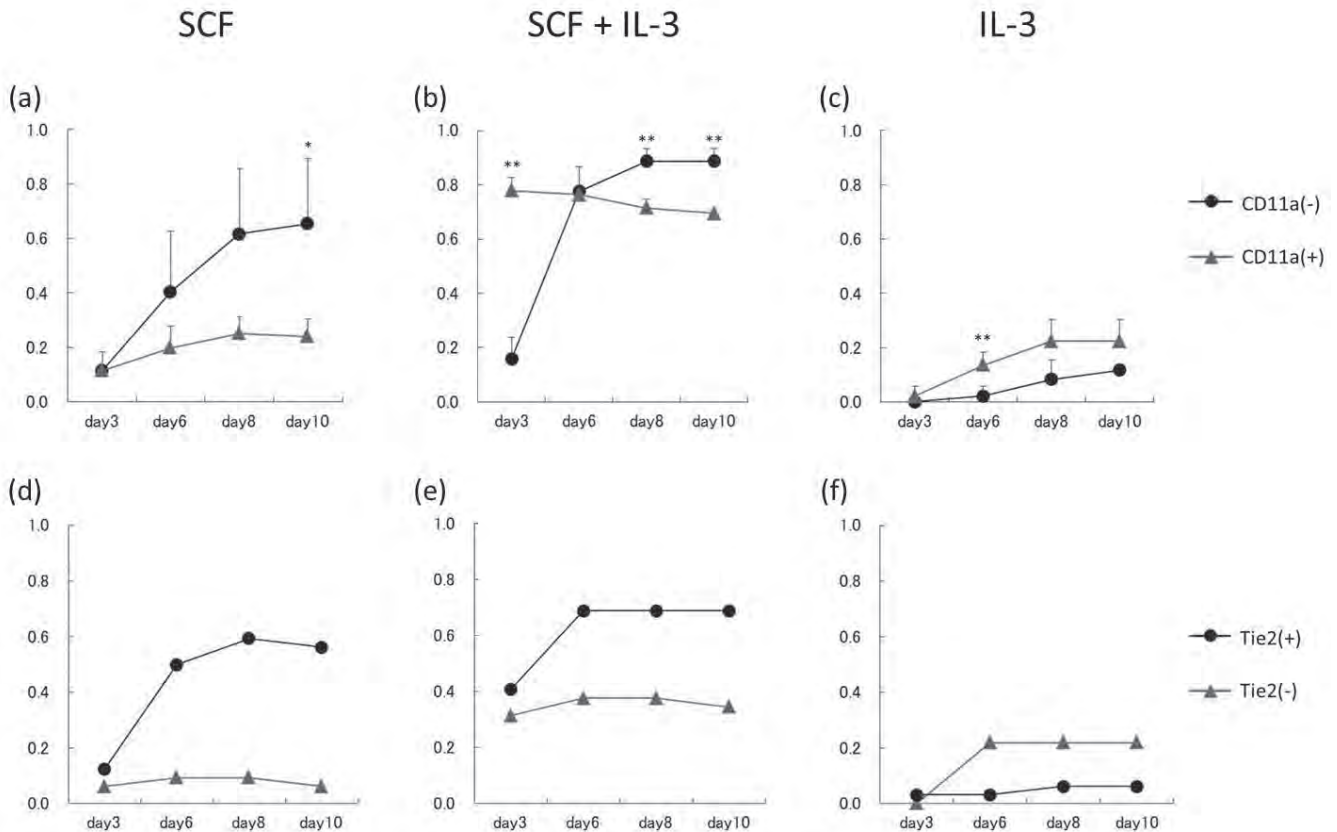 SCF
SCF + IL-3
IL-3
(a)
(b)
(c)
1.0
0.8
0.6
0.4
0.2
0.0
*
day3
day6
day8
day10
1.0
0.8
0.6
0.4
0.2
0.0
**
**
**
day3
day6
day8
day10
1.0
0.8
0.6
0.4
0.2
0.0
**
day3
day6
day8
day10
CD11a(-)
CD11a(+)
(d)
(e)
(f)
1.0
0.8
0.6
0.4
0.2
0.0
day3
day6
day8
day10
1.0
0.8
0.6
0.4
0.2
0.0
day3
day6
day8
day10
1.0
0.8
0.6
0.4
0.2
0.0
day3
day6
day8
day10
Tie2(+)
Tie2(-)